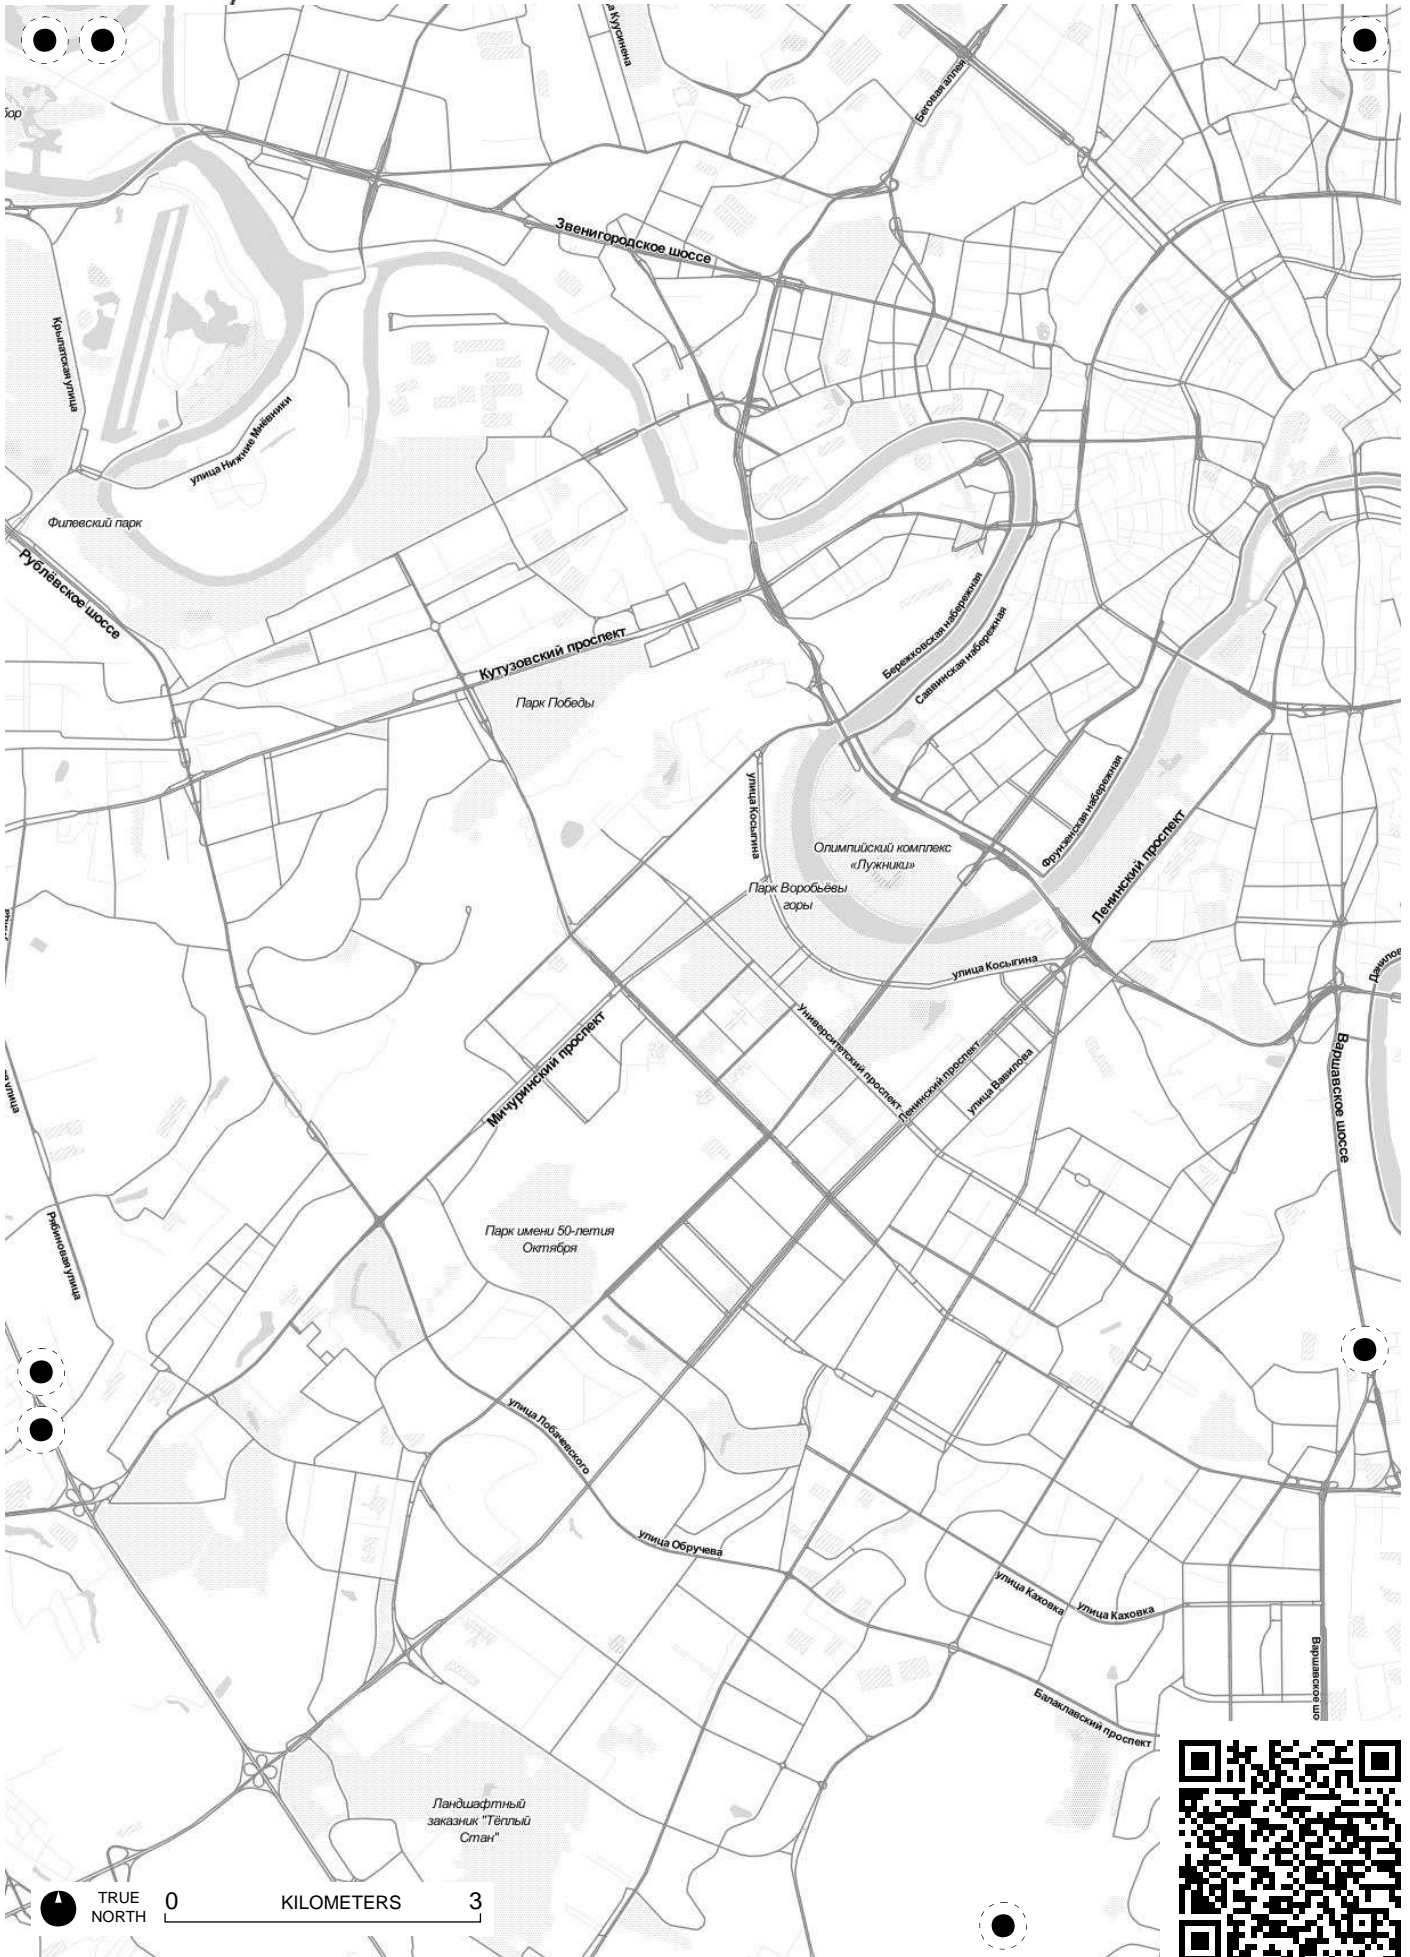 Беговая аллея
Звенигородское шоссе
Крылатская улица
улица Нижние Мнёвники
Филевский парк
Рублёвское шоссе
Бережковская набережная
Саввинская набережная
Кутузовский проспект
Парк Победы
улица Косыгина
Фрунзенская набережная
Ленинский проспект
Олимпийский комплекс
«Лужники»
Парк Воробьёвы
горы
улица Косыгина
Университетский проспект
Мичуринский проспект
Ленинский проспект
улица Вавилова
Варшавское шоссе
Рябиновая улица
Парк имени 50-летия
Октября
улица Лобачевского
улица Обручева
улица Каховка
улица Каховка
Балаклавский проспект
Варшавское шо
Ландшафтный
заказник "Тёплый
Стан"
TRUE
NORTH
0 KILOMETERS 3